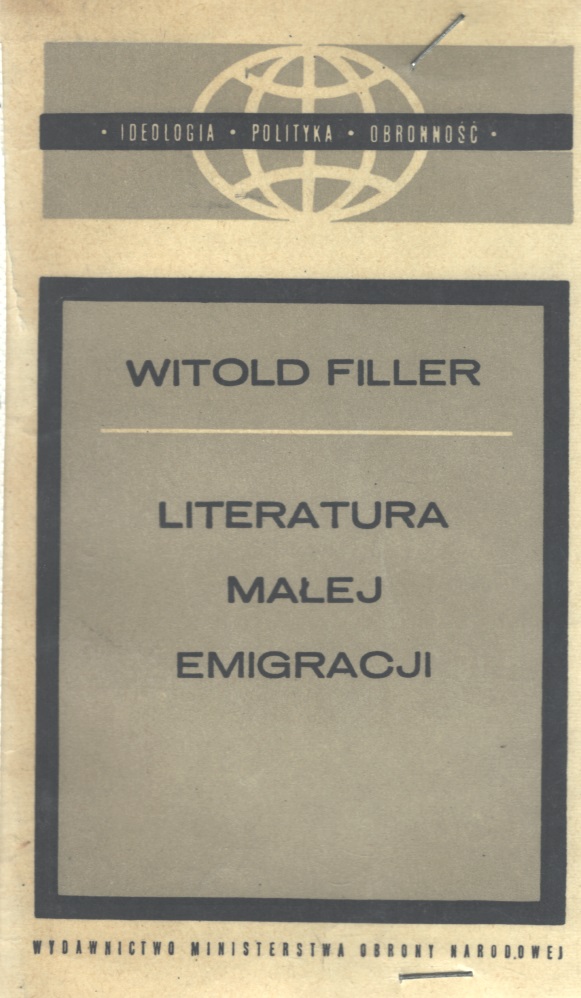 • IDEOLOGIA • POLITYKA • OBRONNOŚĆ •
WITOLD FILLER
LITERATURA
MAŁEJ
EMIGRACJI
WYDAWNICTWO MINISTERSTWA OBRONY NARODOWEJ